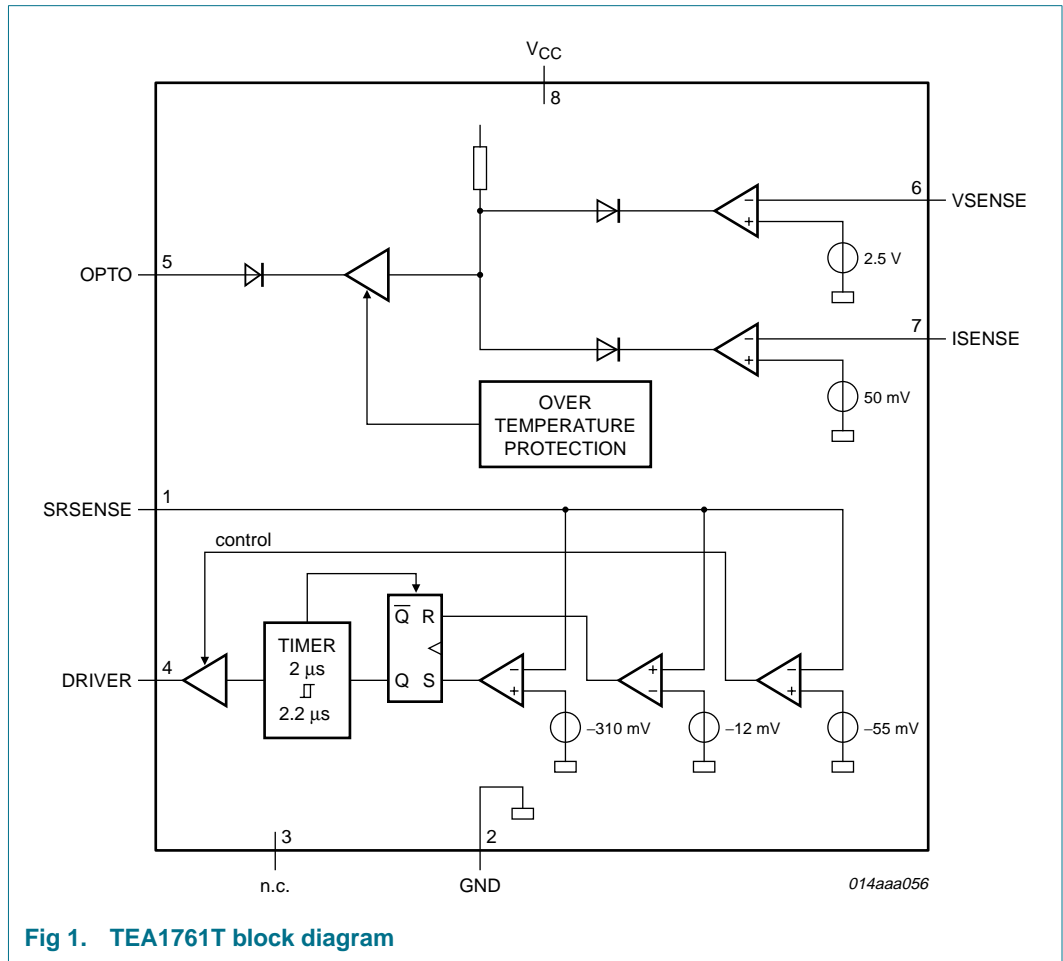 VCC
8
6
VSENSE
2.5 V
5
OPTO
7
ISENSE
50 mV
OVER
TEMPERATURE
PROTECTION
1
SRSENSE
control
Q R
TIMER
2 μs
2.2 μs
Q S
4
DRIVER
− + + − − +
−310 mV
−12 mV
−55 mV
3
n.c.
2
GND
014aaa056
Fig 1. TEA1761T block diagram